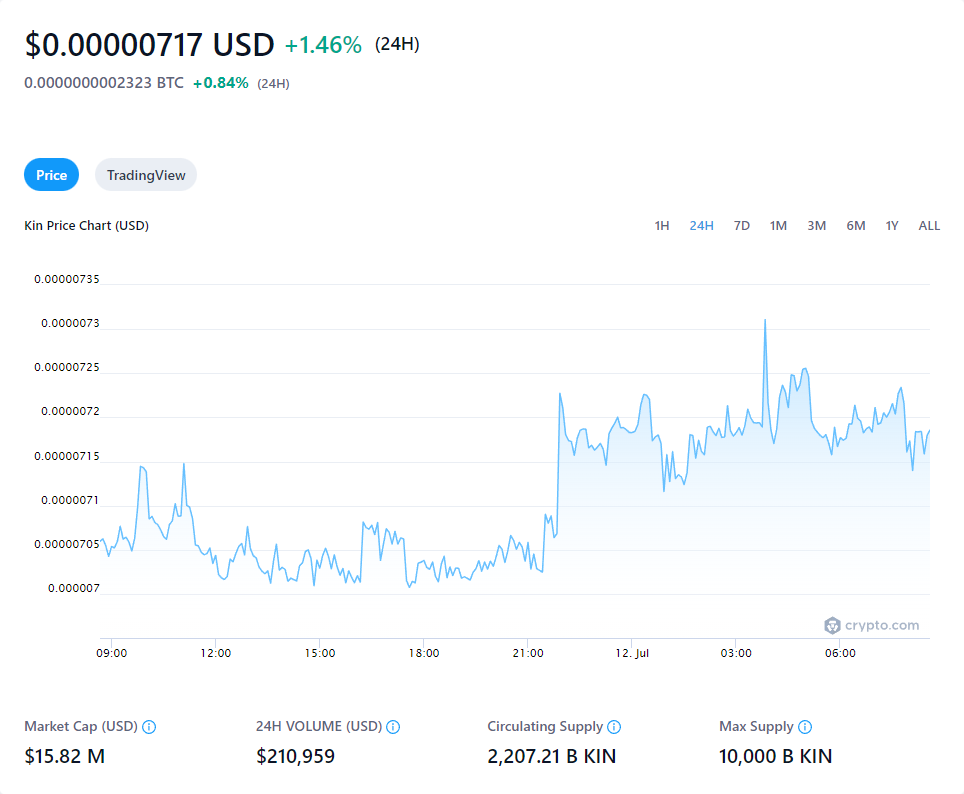 $0.00000717 USD +1.46% (24H)
0.0000000002323 BTC +0.84% (24H)
Price TradingView
Kin Price Chart (USD) 1H 24H 7D 1M 3M 6M 1Y ALL
0.00000735
0.0000073
0.00000725
0.0000072
0.00000715
0.0000071
0.00000705
0.000007
crypto.com
09:00 12:00 15:00 18:00 21:00 12. Jul 03:00 06:00
Market Cap (USD) 24H VOLUME (USD) Circulating Supply Max Supply
$15.82 M $210,959 2,207.21 B KIN 10,000 B KIN